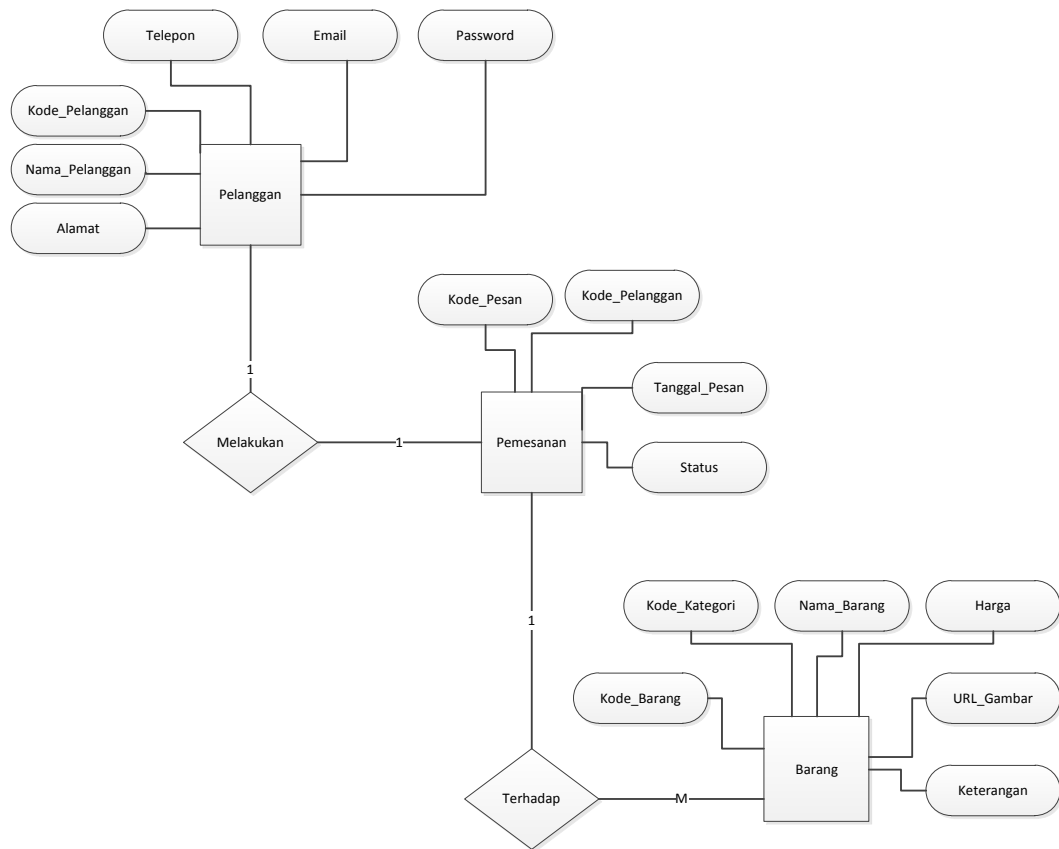 Telepon
Email
Password
Kode_Pelanggan
Nama_Pelanggan
Pelanggan
Alamat
Kode_Pesan
Kode_Pelanggan
1
Tanggal_Pesan
Melakukan
1
Pemesanan
Status
Kode_Kategori
Nama_Barang
Harga
1
Kode_Barang
URL_Gambar
Barang
Terhadap
M
Keterangan